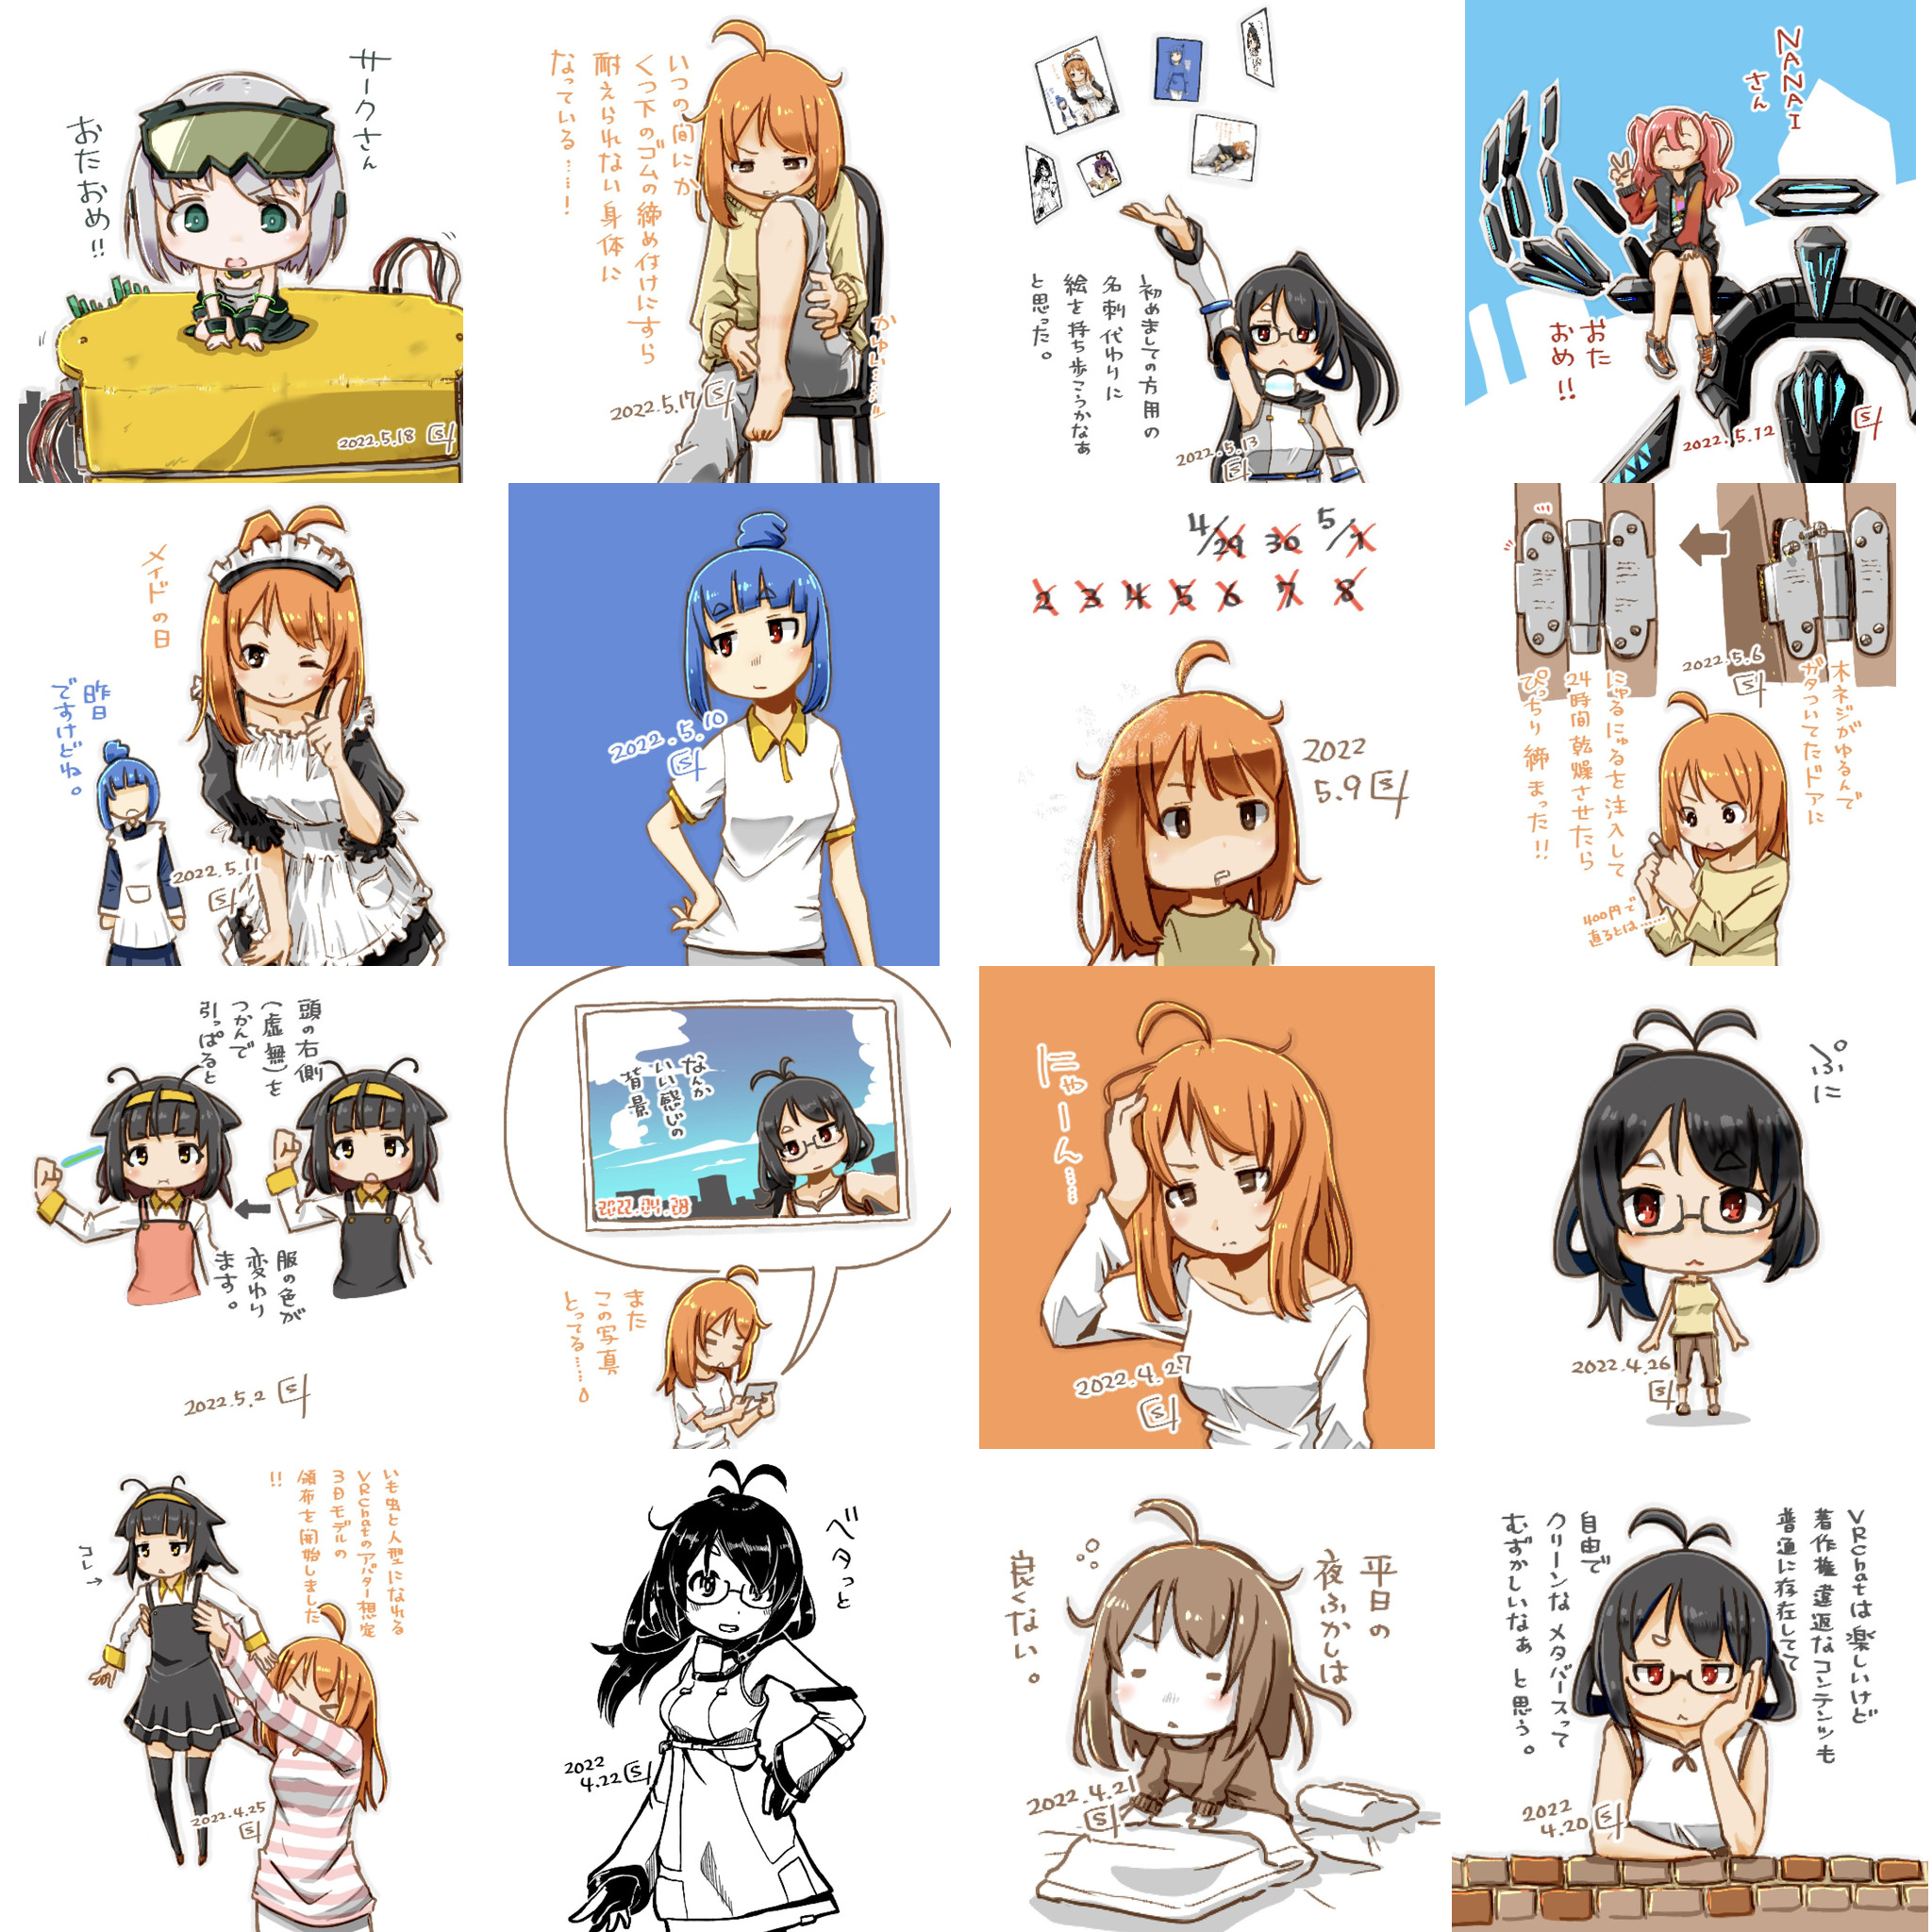 サークさん
おたおめ!!
2022.5.18
いつの間にか
くつ下のゴムの締め付けにすら
耐えられない身体に
なっている……!
かゆい……
2022.5.17
初めましての方用の
名刺代わりに
絵を持ち歩こうかなぁ
と思った。
2022.5.13
NANAI
さん
おた
おめ!!
2022.5.12
メイドの日
昨日
ですけどね。
2022.5.11
2022.5.10
4/29 30 5/1
2 3 4 5 6 7 8
2022
5.9
2022.5.6
木ネジがゆるんで
ガタついてたドアに
にゅるにゅるを注入して
24時間乾燥させたら
ぴっちり締まった!!
400円で
直るとは……
頭の右側
(虚無)を
つかんで
引っぱると
服の色が
変わり
ます。
2022.5.2
なんか
いい感じの
背景
2022.04.28
また
この写真
とってる……
にゃーん……
2022.4.27
ぷに
2022.4.26
いも虫と人型になれる
VRChatのアバター想定
3Dモデルの
頒布を開始しました
!!
コレ→
2022.4.25
ベタっと
2022
4.22
平日の
夜ふかしは
良くない。
2022.4.21
VRChatは楽しいけど
著作権違反なコンテンツも
普通に存在してて
自由で
クリーンなメタバースって
むずかしいなぁと思う。
2022
4.20